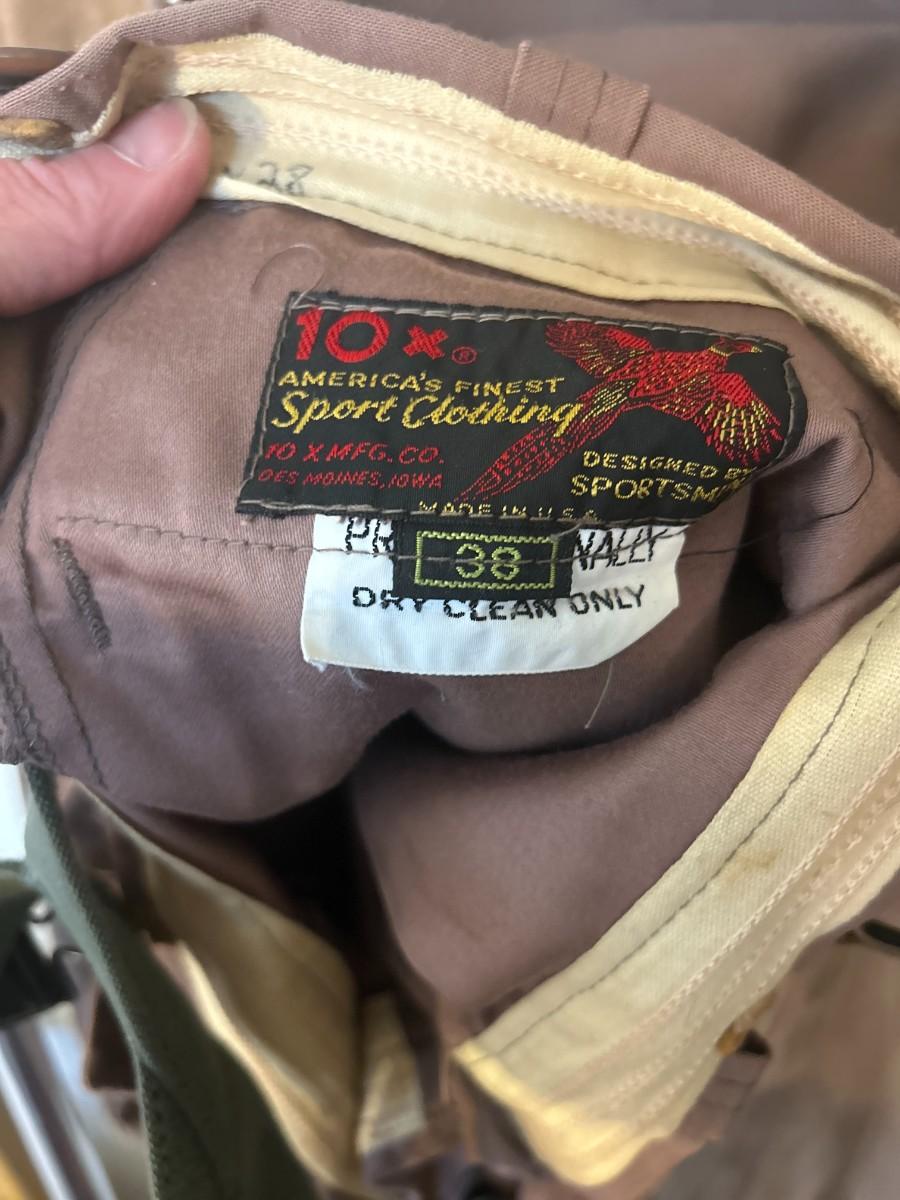 28
10 X ®
AMERICA'S FINEST
Sport Clothing
10 X MFG. CO.
DES MOINES, IOWA
DESIGNED BY
SPORTSMEN
MADE IN U.S.A.
38
DRY CLEAN ONLY